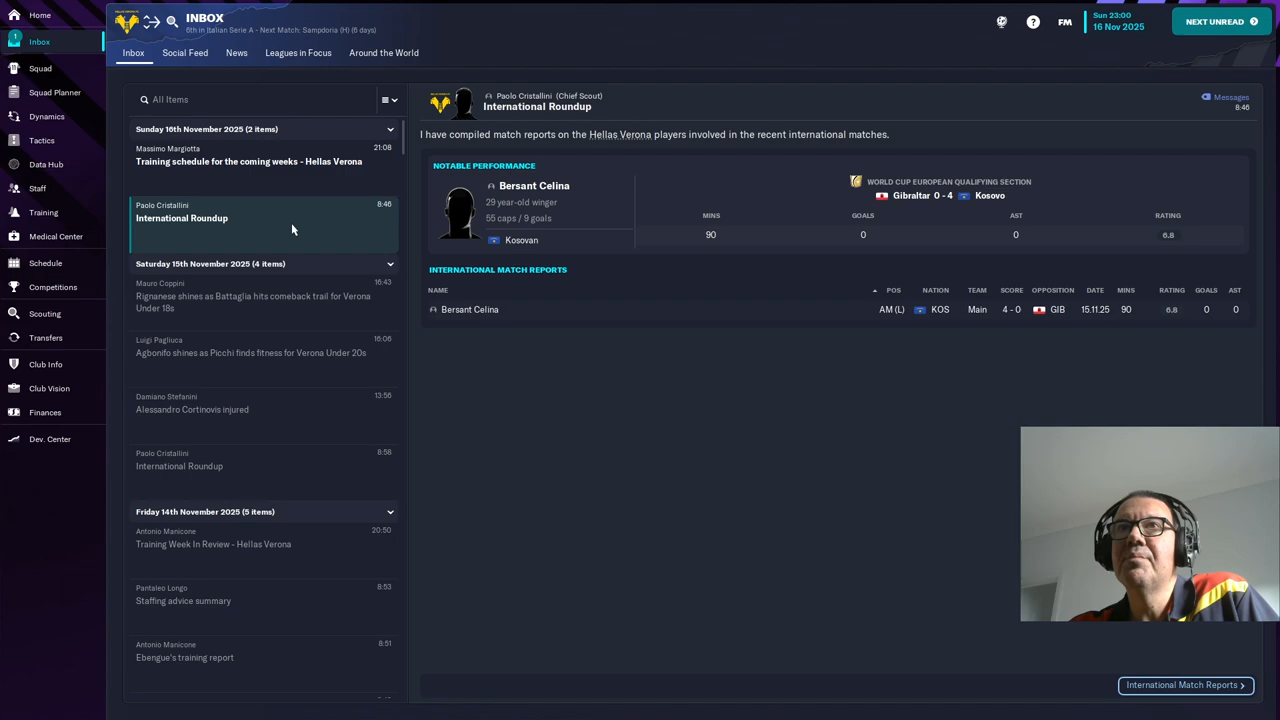 Home
1
Inbox
Squad
Squad Planner
Dynamics
Tactics
Data Hub
Staff
Training
Medical Center
Schedule
Competitions
Scouting
Transfers
Club Info
Club Vision
Finances
Dev. Center
INBOX
6th in Italian Serie A - Next Match: Sampdoria (H) (6 days)
FM
Sun 23:00
16 Nov 2025
NEXT UNREAD
Inbox Social Feed News Leagues in Focus Around the World
All Items
Sunday 16th November 2025 (2 items)
Massimo Margiotta 21:08
Training schedule for the coming weeks - Hellas Verona
Paolo Cristallini 8:46
International Roundup
Saturday 15th November 2025 (4 items)
Mauro Coppini 16:43
Rignanese shines as Battaglia hits comeback trail for Verona
Under 18s
Luigi Pagliuca 16:06
Agbonifo shines as Picchi finds fitness for Verona Under 20s
Damiano Stefanini 13:56
Alessandro Cortinovis injured
Paolo Cristallini 8:58
International Roundup
Friday 14th November 2025 (5 items)
Antonio Manicone 20:50
Training Week In Review - Hellas Verona
Pantaleo Longo 8:53
Staffing advice summary
Antonio Manicone 8:51
Ebengue's training report
Paolo Cristallini (Chief Scout)
International Roundup
Messages
8:46
I have compiled match reports on the Hellas Verona players involved in the recent international matches.
NOTABLE PERFORMANCE
Bersant Celina
29 year-old winger
55 caps / 9 goals
Kosovan
WORLD CUP EUROPEAN QUALIFYING SECTION
Gibraltar 0 - 4 Kosovo
MINS GOALS AST RATING
90 0 0 6.8
INTERNATIONAL MATCH REPORTS
NAME POS NATION TEAM SCORE OPPOSITION DATE MINS RATING GOALS AST
Bersant Celina AM (L) KOS Main 4 - 0 GIB 15.11.25 90 6.8 0 0
International Match Reports